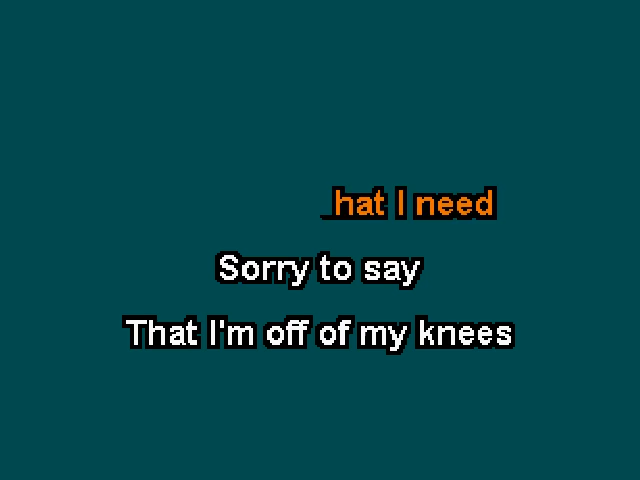 hat I need
Sorry to say
That I'm off of my knees